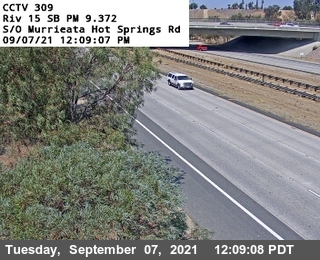 CCTV 309
Riv 15 SB PM 9.372
S/O Murrieata Hot Springs Rd
09/07/21 12:09:07 PM
Tuesday, September 07, 2021 12:09:08 PDT